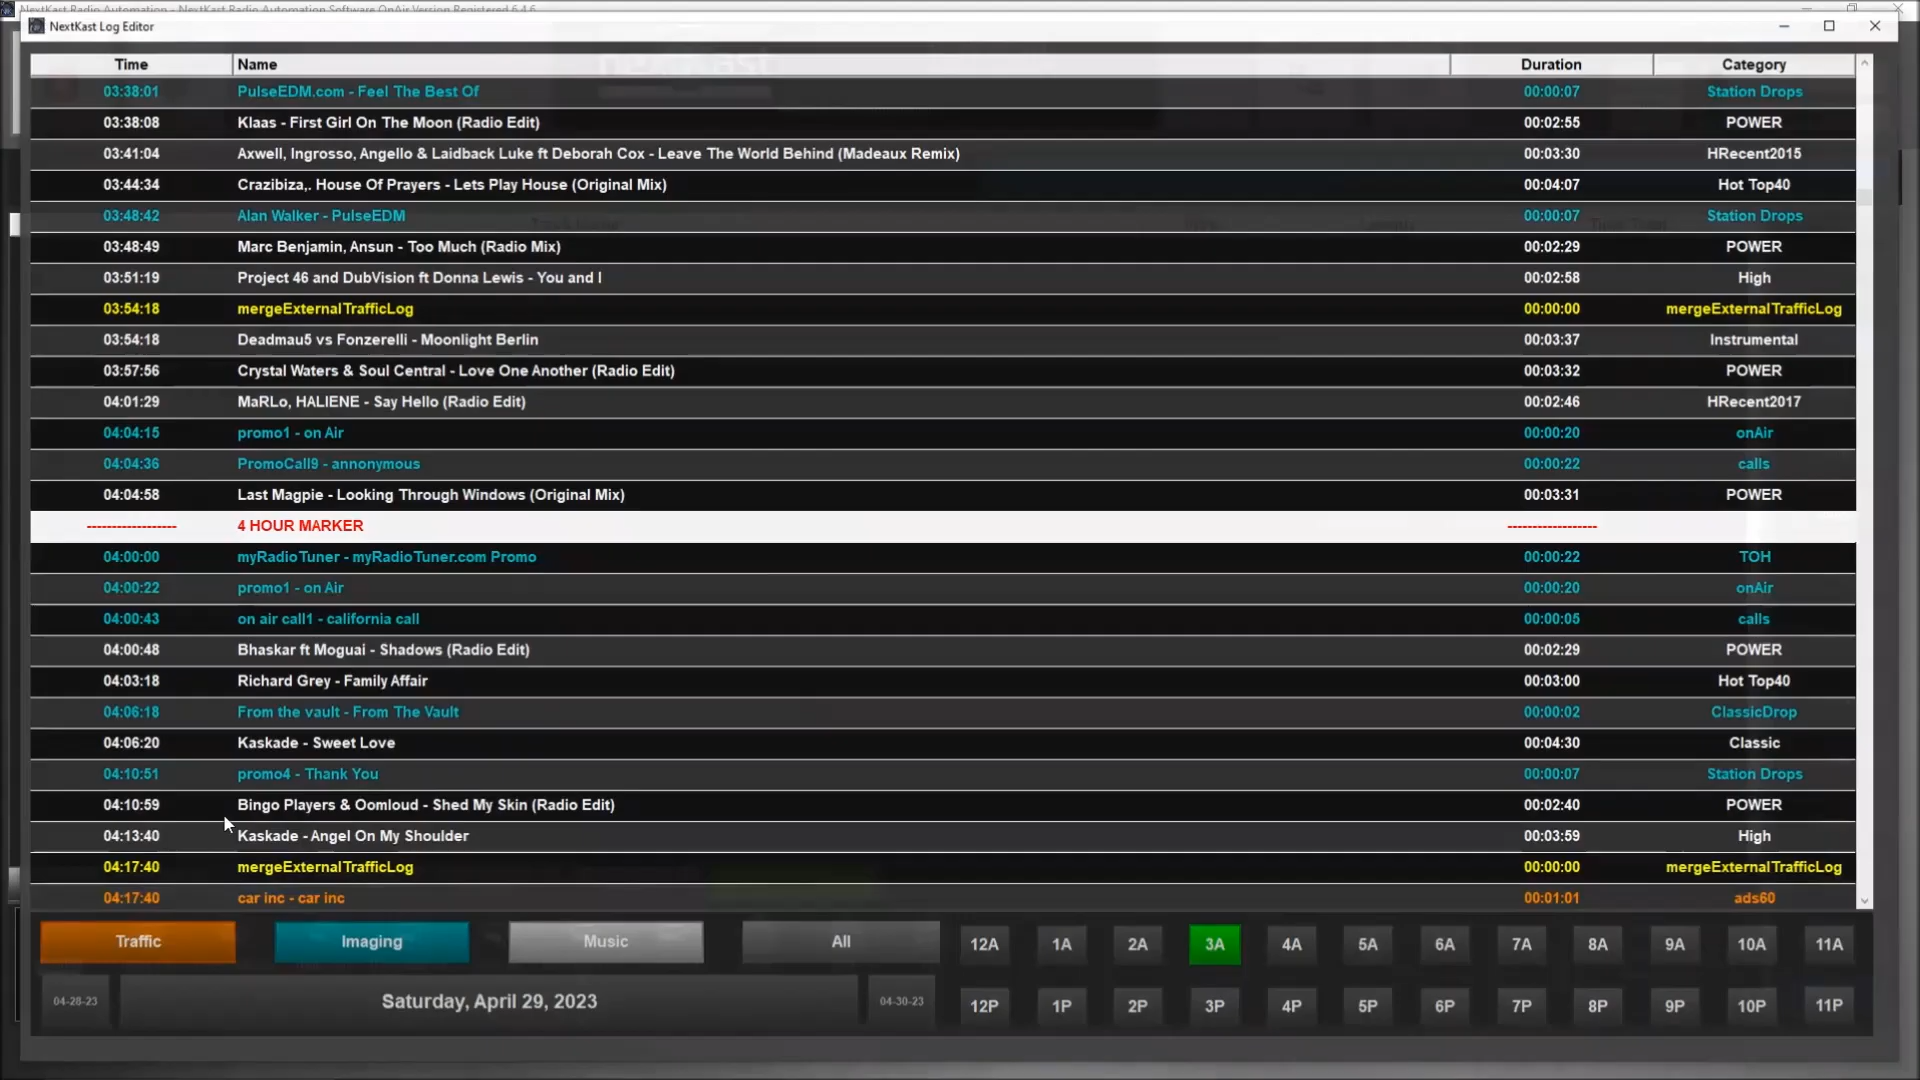 NextKast Radio Automation - NextKast Radio Automation Software OnAir Version Registered 6.4.6
NextKast Log Editor
Time Name Duration Category
03:38:01 PulseEDM.com - Feel The Best Of 00:00:07 Station Drops
03:38:08 Klaas - First Girl On The Moon (Radio Edit) 00:02:55 POWER
03:41:04 Axwell, Ingrosso, Angello & Laidback Luke ft Deborah Cox - Leave The World Behind (Madeaux Remix) 00:03:30 HRecent2015
03:44:34 Crazibiza,. House Of Prayers - Lets Play House (Original Mix) 00:04:07 Hot Top40
03:48:42 Alan Walker - PulseEDM 00:00:07 Station Drops
03:48:49 Marc Benjamin, Ansun - Too Much (Radio Mix) 00:02:29 POWER
03:51:19 Project 46 and DubVision ft Donna Lewis - You and I 00:02:58 High
03:54:18 mergeExternalTrafficLog 00:00:00 mergeExternalTrafficLog
03:54:18 Deadmau5 vs Fonzerelli - Moonlight Berlin 00:03:37 Instrumental
03:57:56 Crystal Waters & Soul Central - Love One Another (Radio Edit) 00:03:32 POWER
04:01:29 MaRLo, HALIENE - Say Hello (Radio Edit) 00:02:46 HRecent2017
04:04:15 promo1 - on Air 00:00:20 onAir
04:04:36 PromoCall9 - annonymous 00:00:22 calls
04:04:58 Last Magpie - Looking Through Windows (Original Mix) 00:03:31 POWER
------------------ 4 HOUR MARKER ------------------
04:00:00 myRadioTuner - myRadioTuner.com Promo 00:00:22 TOH
04:00:22 promo1 - on Air 00:00:20 onAir
04:00:43 on air call1 - california call 00:00:05 calls
04:00:48 Bhaskar ft Moguai - Shadows (Radio Edit) 00:02:29 POWER
04:03:18 Richard Grey - Family Affair 00:03:00 Hot Top40
04:06:18 From the vault - From The Vault 00:00:02 ClassicDrop
04:06:20 Kaskade - Sweet Love 00:04:30 Classic
04:10:51 promo4 - Thank You 00:00:07 Station Drops
04:10:59 Bingo Players & Oomloud - Shed My Skin (Radio Edit) 00:02:40 POWER
04:13:40 Kaskade - Angel On My Shoulder 00:03:59 High
04:17:40 mergeExternalTrafficLog 00:00:00 mergeExternalTrafficLog
04:17:40 car inc - car inc 00:01:01 ads60
Traffic Imaging Music All 12A 1A 2A 3A 4A 5A 6A 7A 8A 9A 10A 11A
04-28-23 Saturday, April 29, 2023 04-30-23 12P 1P 2P 3P 4P 5P 6P 7P 8P 9P 10P 11P